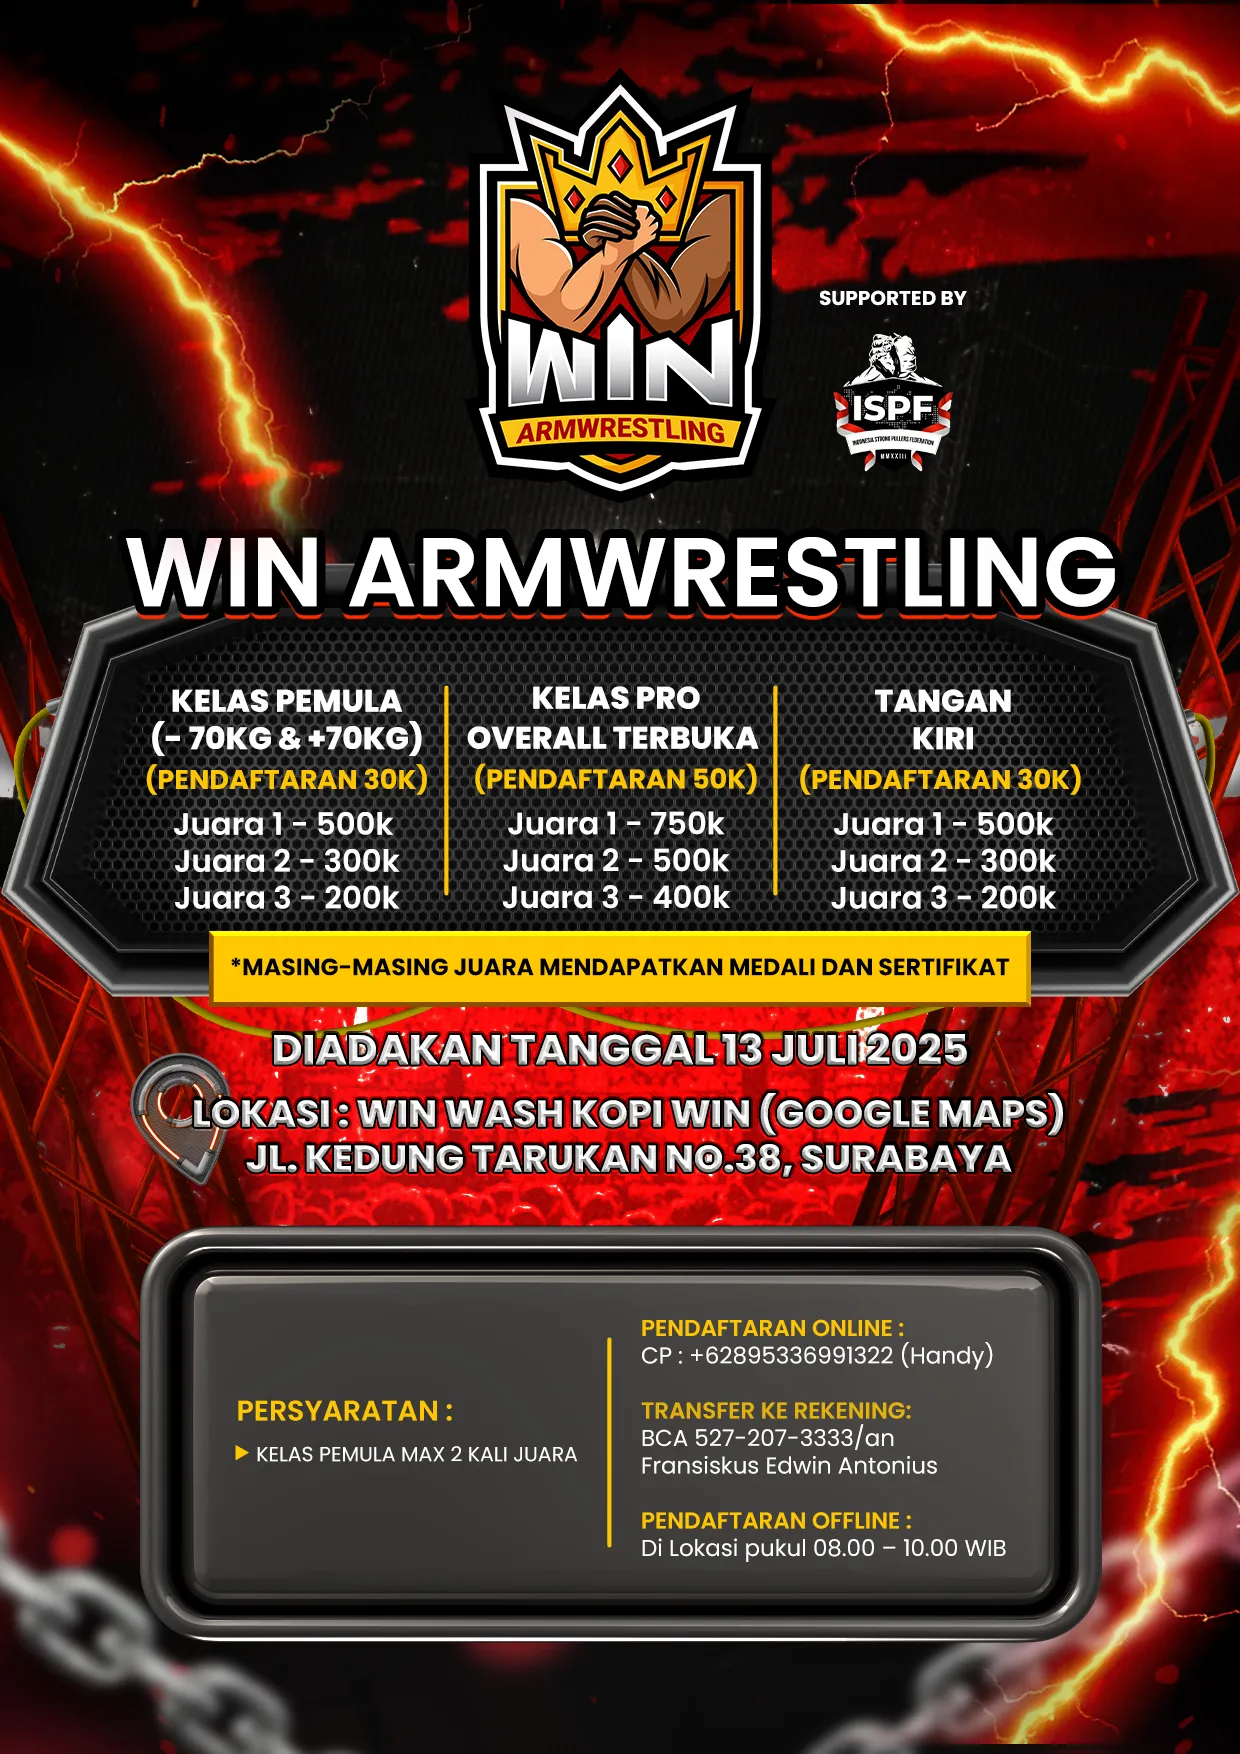 WIN
ARMWRESTLING
SUPPORTED BY
ISPF
INDONESIA STRONG PULLERS FEDERATION
MMXXIII
WIN ARMWRESTLING
KELAS PEMULA
(- 70KG & +70KG)
(PENDAFTARAN 30K)
Juara 1 - 500k
Juara 2 - 300k
Juara 3 - 200k
KELAS PRO
OVERALL TERBUKA
(PENDAFTARAN 50K)
Juara 1 - 750k
Juara 2 - 500k
Juara 3 - 400k
TANGAN
KIRI
(PENDAFTARAN 30K)
Juara 1 - 500k
Juara 2 - 300k
Juara 3 - 200k
*MASING-MASING JUARA MENDAPATKAN MEDALI DAN SERTIFIKAT
DIADAKAN TANGGAL 13 JULI 2025
LOKASI : WIN WASH KOPI WIN (GOOGLE MAPS)
JL. KEDUNG TARUKAN NO.38, SURABAYA
PERSYARATAN :
KELAS PEMULA MAX 2 KALI JUARA
PENDAFTARAN ONLINE :
CP : +62895336991322 (Handy)
TRANSFER KE REKENING:
BCA 527-207-3333/an
Fransiskus Edwin Antonius
PENDAFTARAN OFFLINE :
Di Lokasi pukul 08.00 – 10.00 WIB